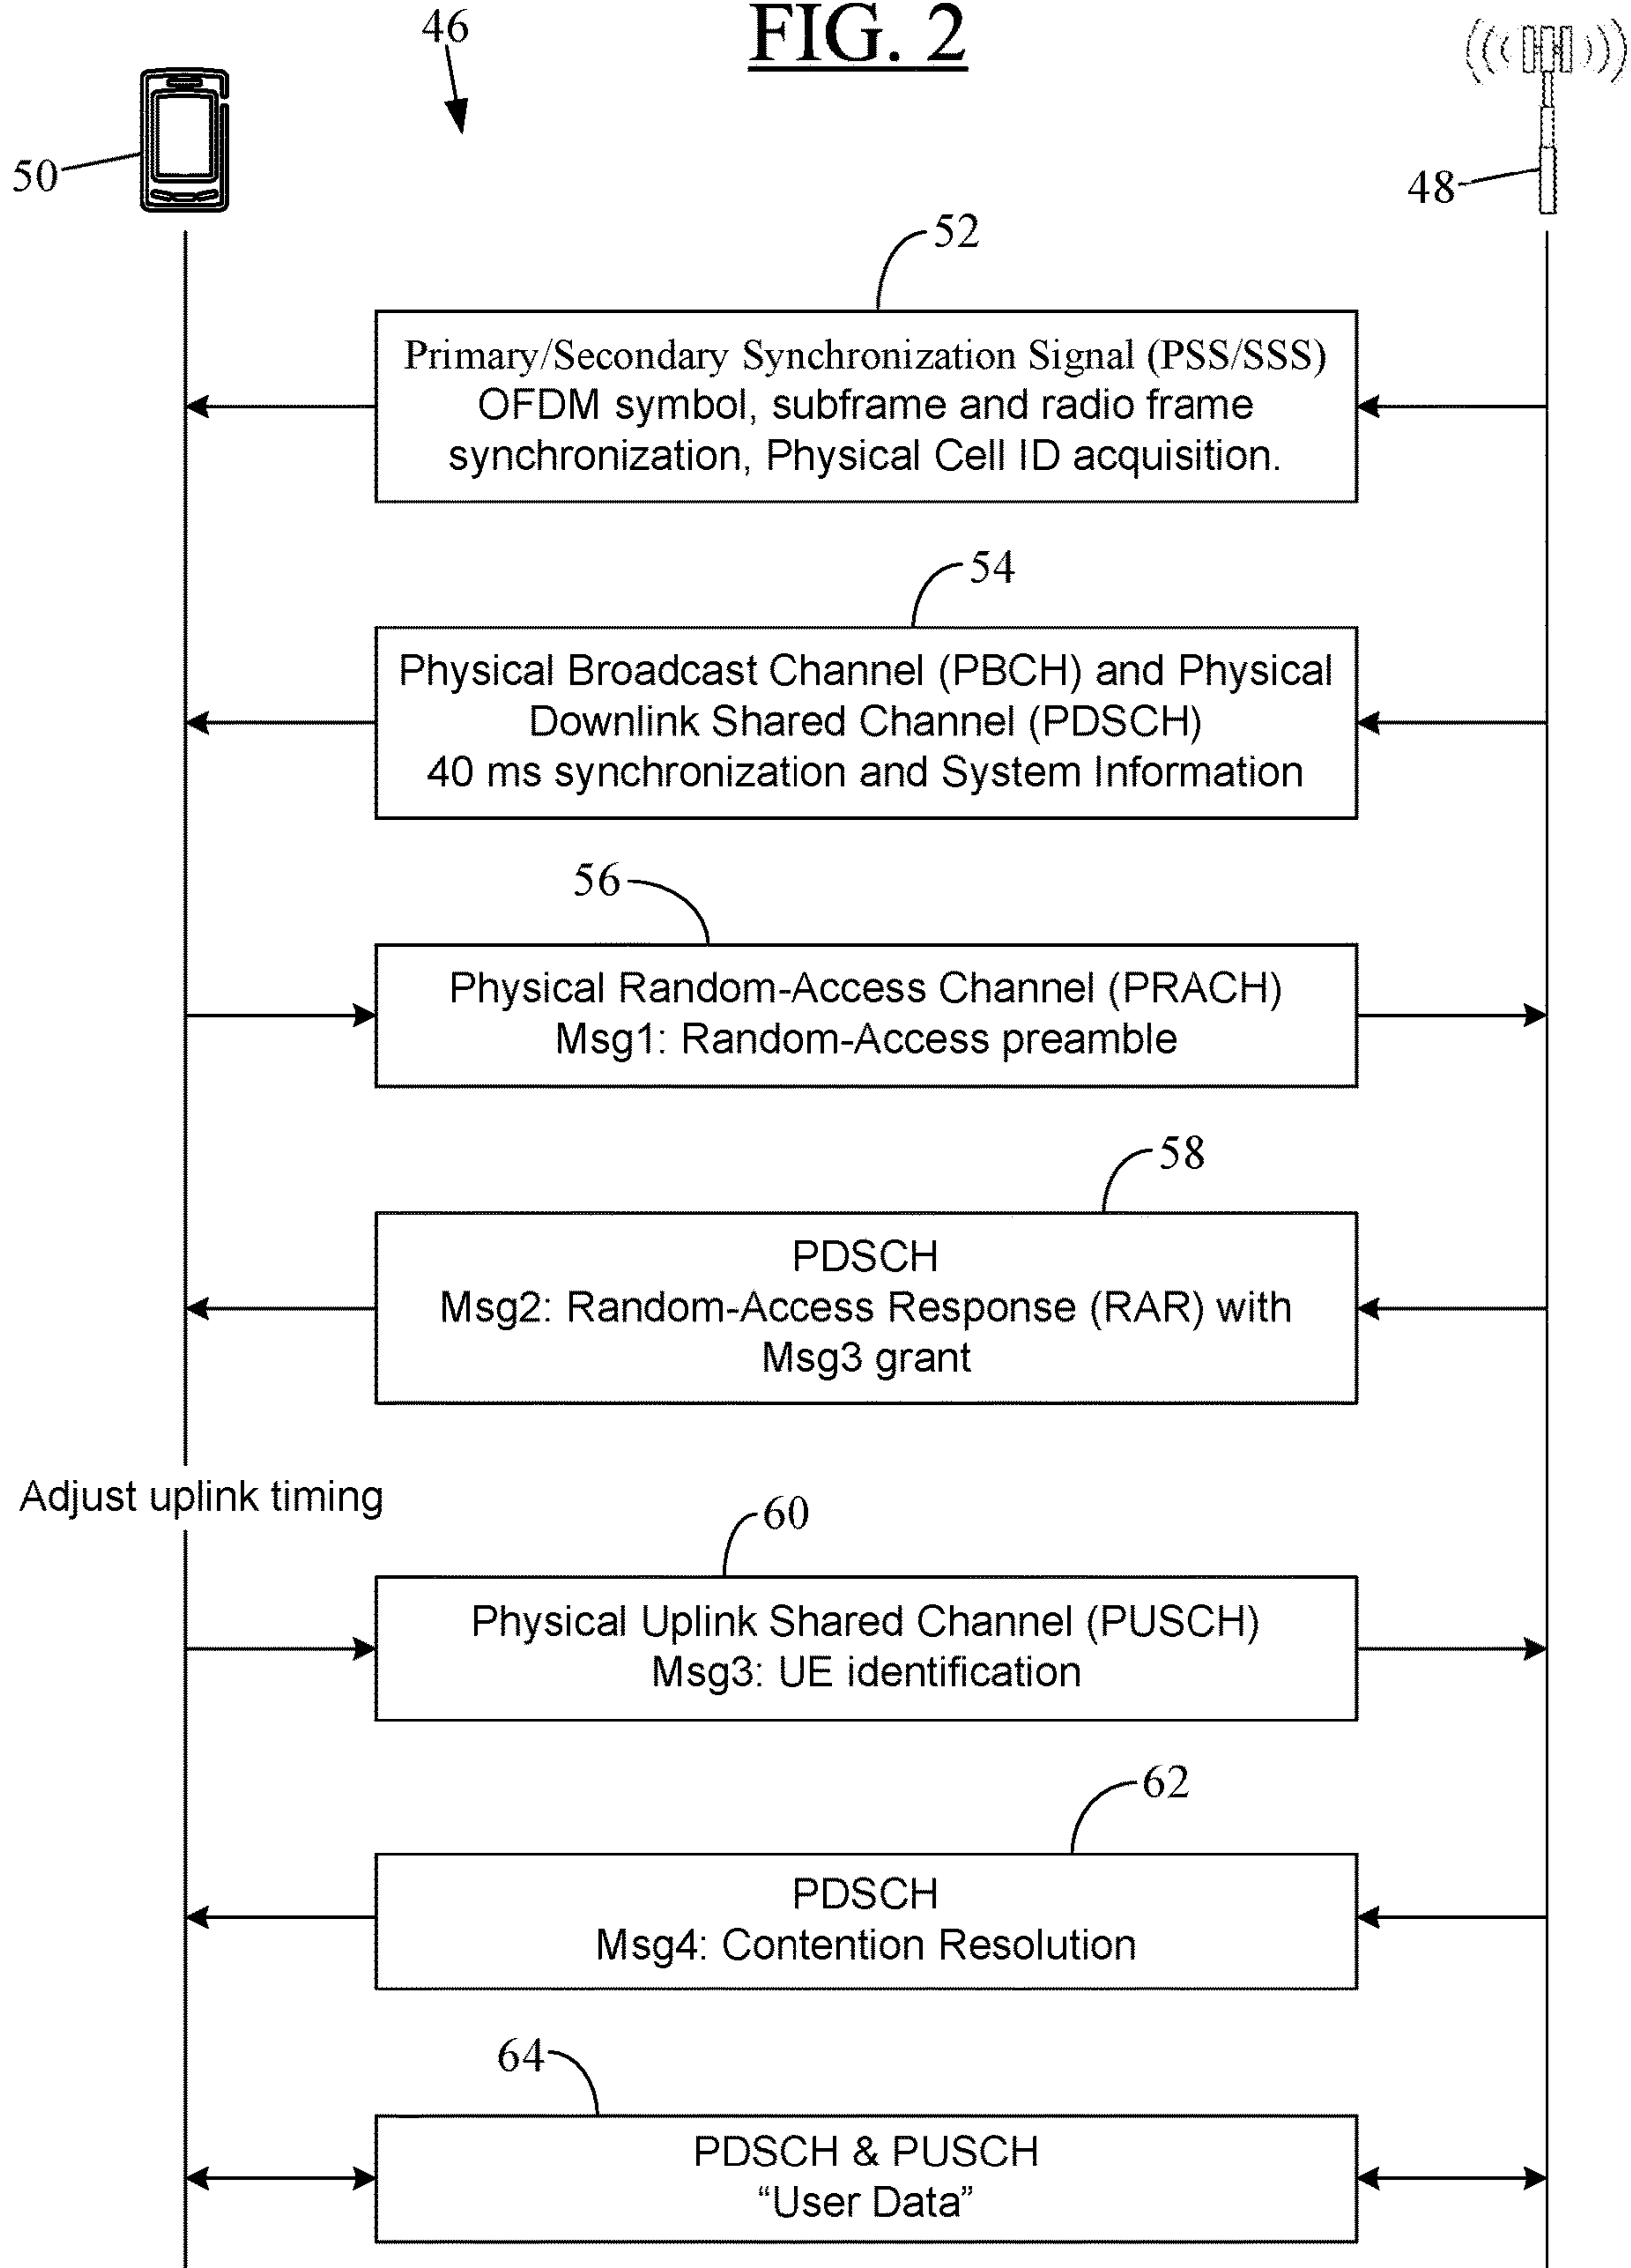 FIG. 2
46
50
48
52
Primary/Secondary Synchronization Signal (PSS/SSS)
OFDM symbol, subframe and radio frame
synchronization, Physical Cell ID acquisition.
54
Physical Broadcast Channel (PBCH) and Physical
Downlink Shared Channel (PDSCH)
40 ms synchronization and System Information
56
Physical Random-Access Channel (PRACH)
Msg1: Random-Access preamble
58
PDSCH
Msg2: Random-Access Response (RAR) with
Msg3 grant
Adjust uplink timing
60
Physical Uplink Shared Channel (PUSCH)
Msg3: UE identification
62
PDSCH
Msg4: Contention Resolution
64
PDSCH & PUSCH
“User Data”